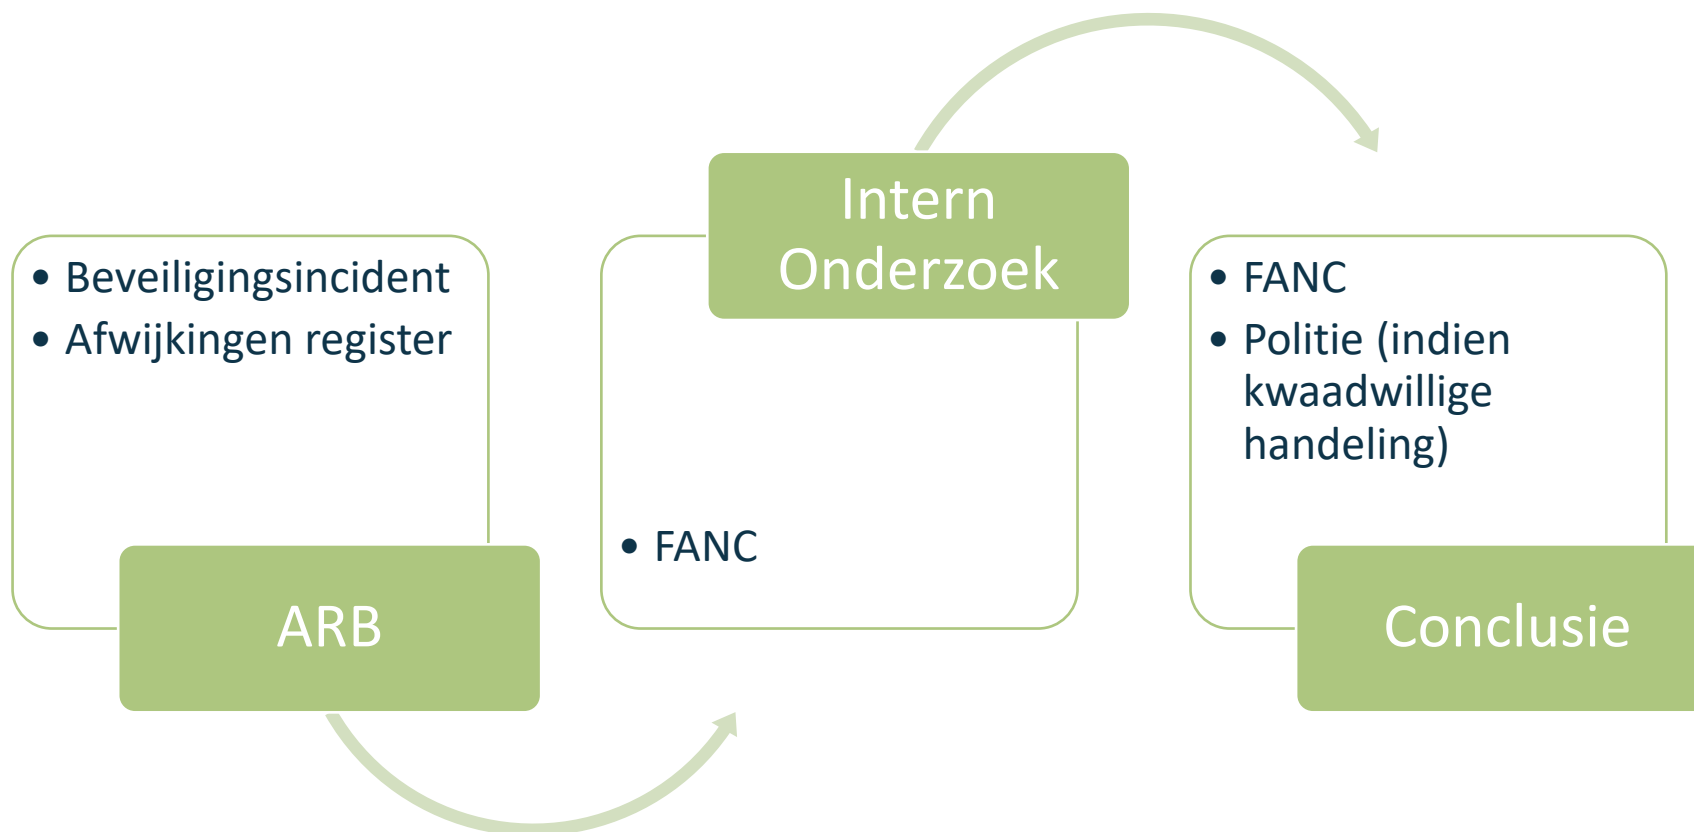 • Beveiligingsincident
• Afwijkingen register
ARB
Intern
Onderzoek
• FANC
• FANC
• Politie (indien
kwaadwillige
handeling)
Conclusie